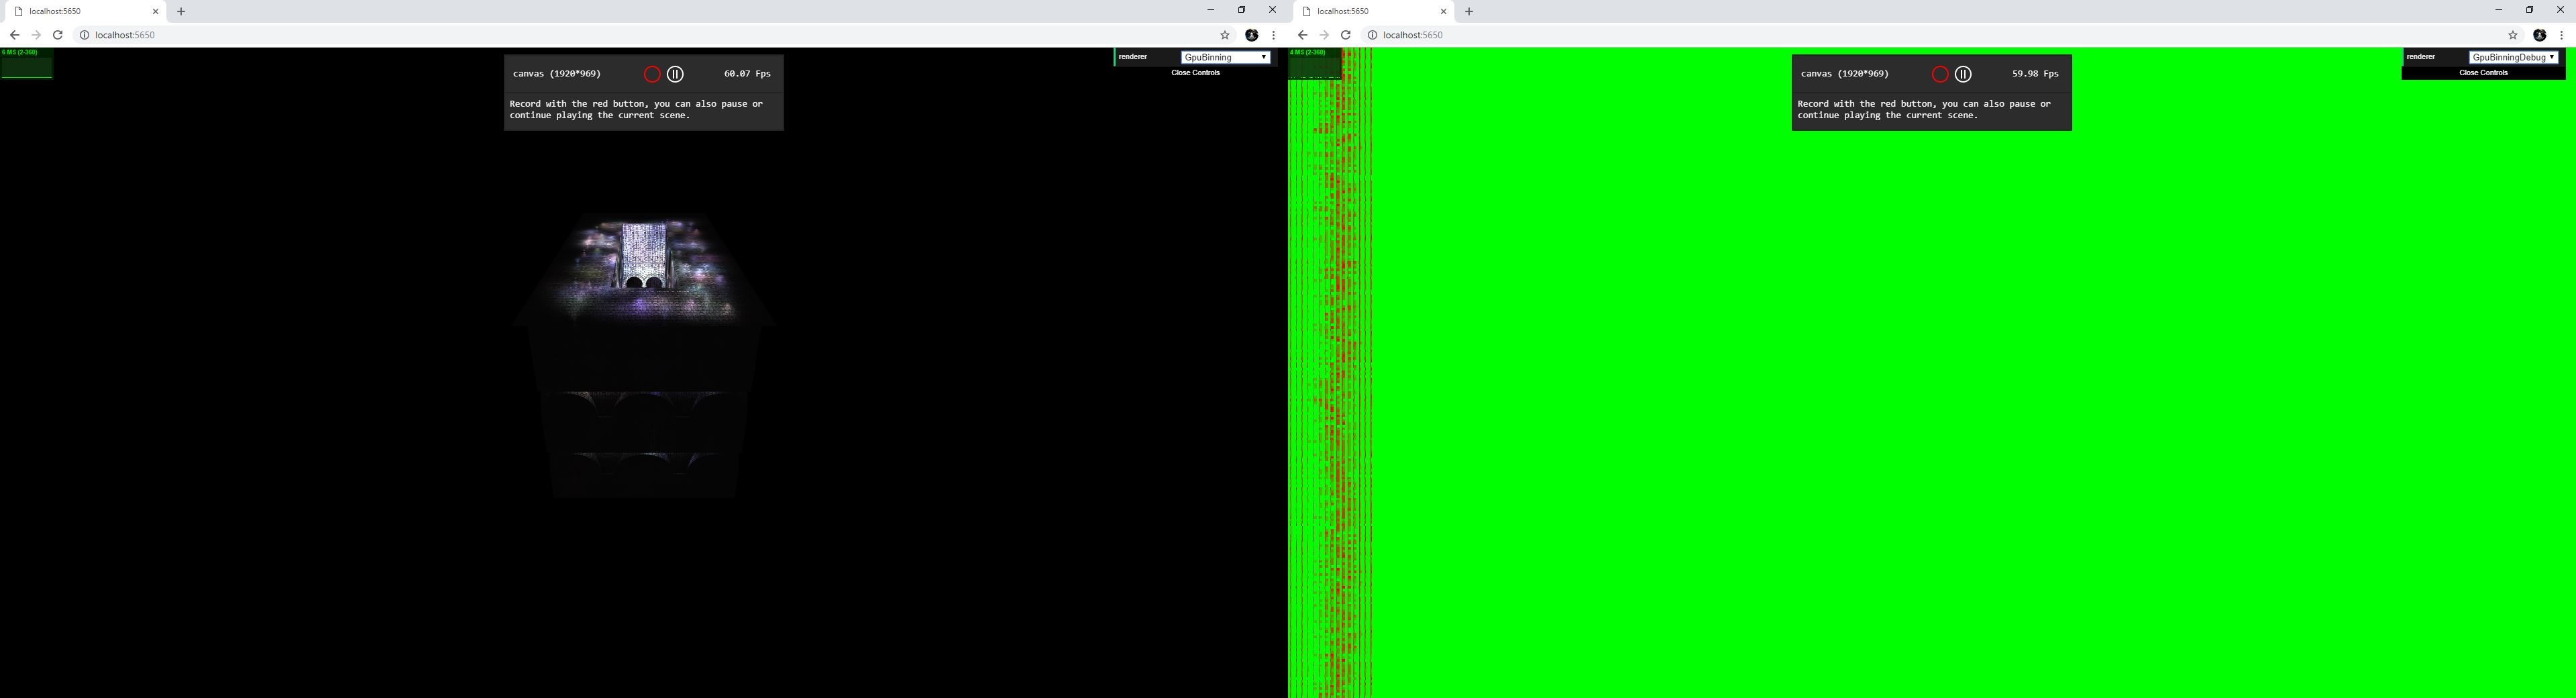 localhost:5650
localhost:5650
6 MS (2-360)
canvas (1920*969)
60.07 Fps
Record with the red button, you can also pause or
continue playing the current scene.
renderer
GpuBinning
Close Controls
localhost:5650
localhost:5650
4 MS (2-360)
canvas (1920*969)
59.98 Fps
Record with the red button, you can also pause or
continue playing the current scene.
renderer
GpuBinningDebug
Close Controls